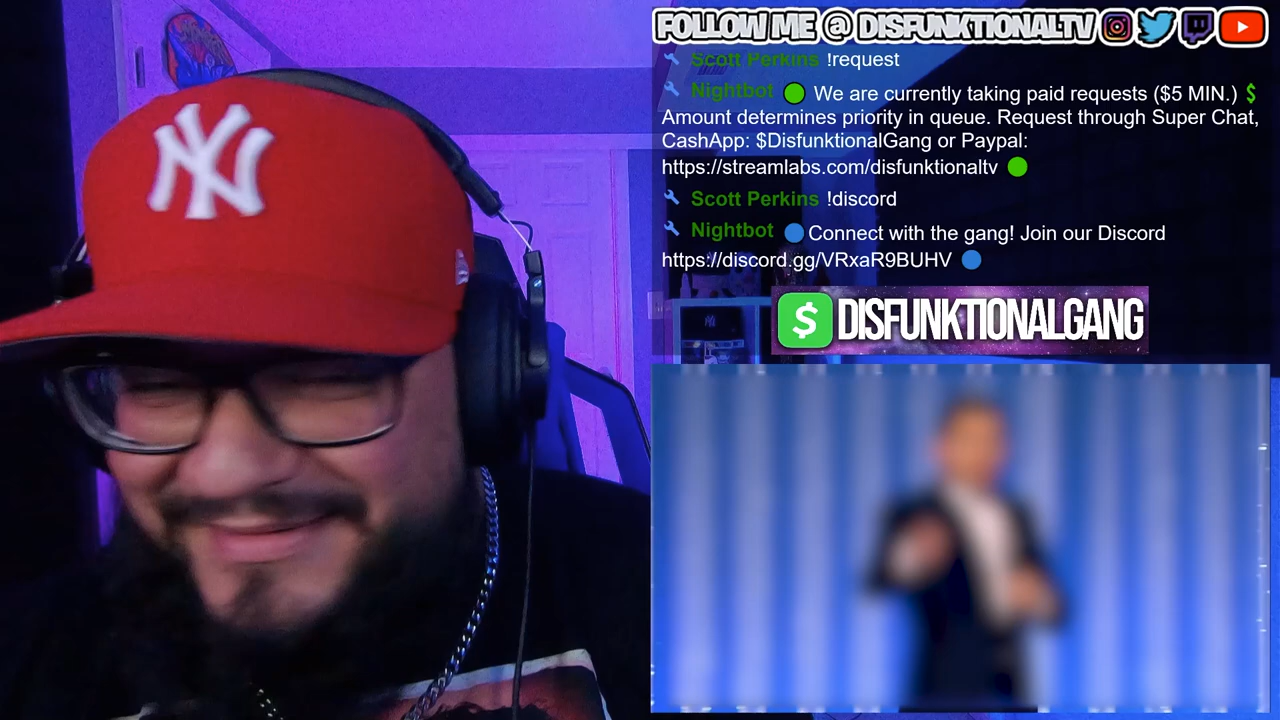 FOLLOW ME @ DISFUNKTIONALTV
Scott Perkins !request
Nightbot We are currently taking paid requests ($5 MIN.) $
Amount determines priority in queue. Request through Super Chat,
CashApp: $DisfunktionalGang or Paypal:
https://streamlabs.com/disfunktionaltv
Scott Perkins !discord
Nightbot Connect with the gang! Join our Discord
https://discord.gg/VRxaR9BUHV
$ DISFUNKTIONALGANG
NY